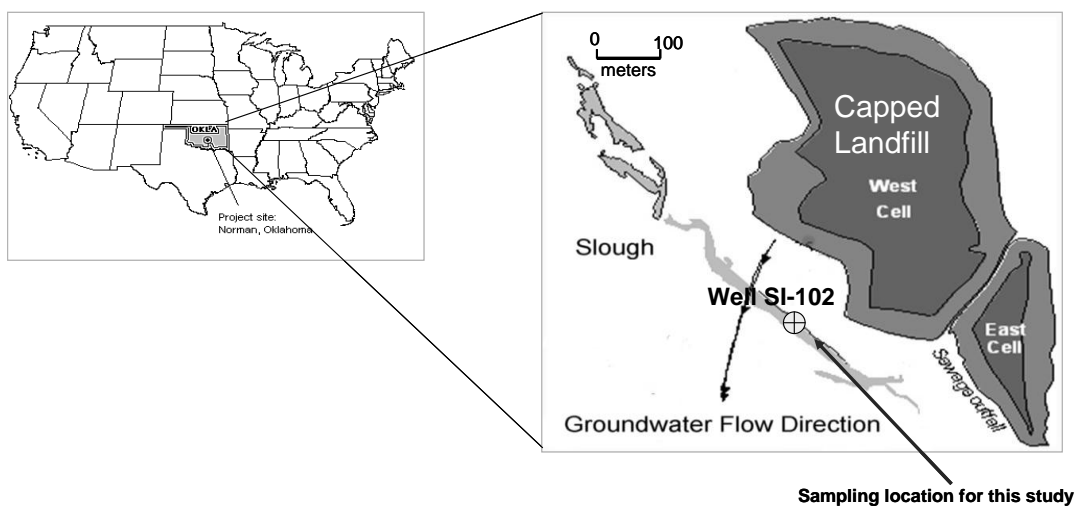 OKLA
Project site:
Norman, Oklahoma
0 100
meters
Capped
Landfill
West
Cell
Slough
Well SI-102
East
Cell
Sewage outfall
Groundwater Flow Direction
Sampling location for this study